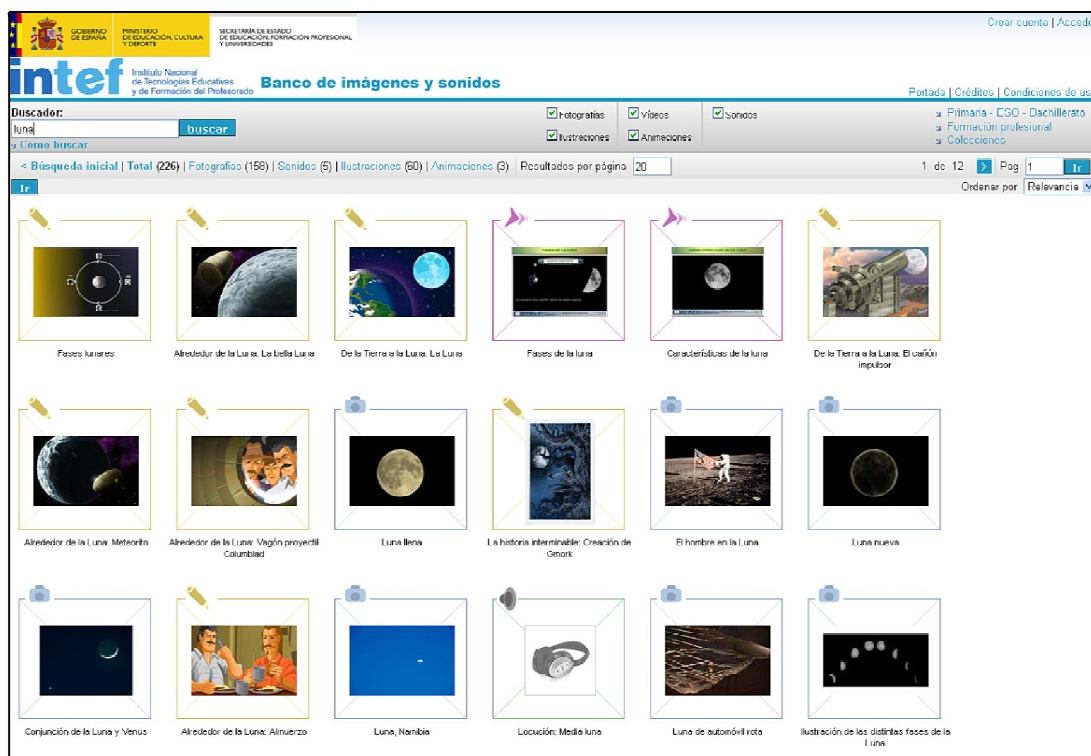 Crear cuenta | Accede
GOBIERNO DE ESPAÑA
MINISTERIO DE EDUCACIÓN, CULTURA Y DEPORTE
SECRETARÍA DE ESTADO DE EDUCACIÓN, FORMACIÓN PROFESIONAL Y UNIVERSIDADES
intef
Instituto Nacional
de Tecnologías Educativas
y de Formación del Profesorado
Banco de imágenes y sonidos
Portada | Créditos | Condiciones de us
Buscador:
luna
buscar
Cómo buscar
Fotografías
Vídeos
Sonidos
Ilustraciones
Animaciones
Primaria - ESO - Bachillerato
Formación profesional
Colecciones
< Búsqueda inicial | Total (226) | Fotografías (158) | Sonidos (5) | Ilustraciones (60) | Animaciones (3) Resultados por página 20
1 de 12 > Pag 1 Ir
Ir
Ordenar por Relevancia
Fases lunares
Alrededor de la Luna. La bella Luna
De la Tierra a la Luna. La Luna
Fases de la luna
Características de la luna
De la Tierra a la Luna. El cañón
impulsor
Alrededor de la Luna: Meteorito
Alrededor de la Luna: Vagón proyectil
Columbiad
Luna llena
La historia interminable: Creación de
Gmork
El hombre en la Luna
Luna nueva
Conjunción de la Luna y Venus
Alrededor de la Luna: Almuerzo
Luna, Namibia
Locución: Media luna
Luna de automóvil rota
Ilustración de las distintas fases de la
Luna